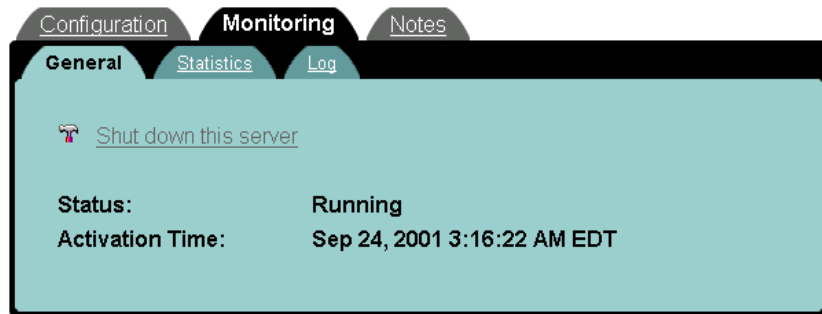 Configuration Monitoring Notes
General Statistics Log
Shut down this server
Status: Running
Activation Time: Sep 24, 2001 3:16:22 AM EDT